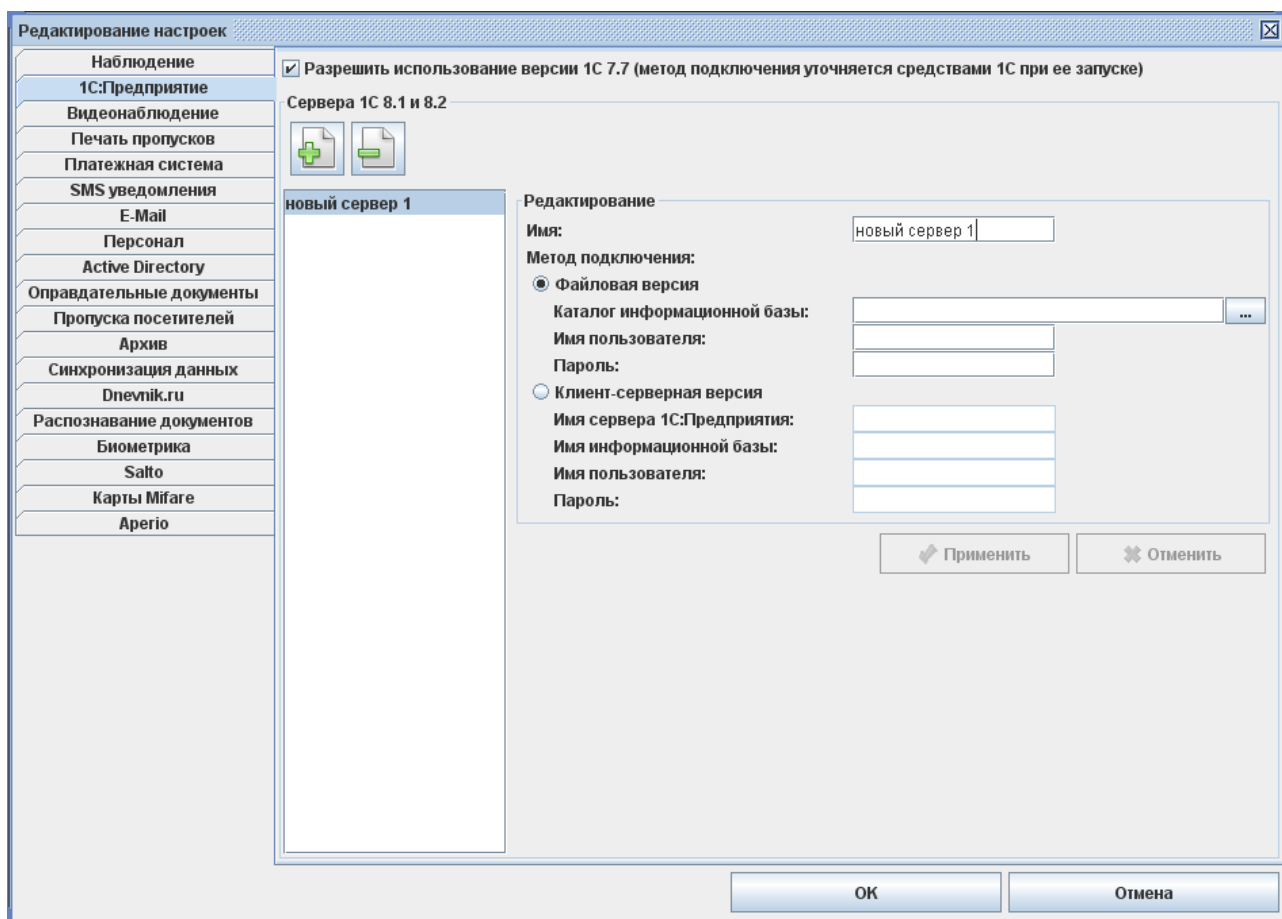 Редактирование настроек
Наблюдение
1С:Предприятие
Видеонаблюдение
Печать пропусков
Платежная система
SMS уведомления
E-Mail
Персонал
Active Directory
Оправдательные документы
Пропуска посетителей
Архив
Синхронизация данных
Dnevnik.ru
Распознавание документов
Биометрика
Salto
Карты Mifare
Aperio
Разрешить использование версии 1С 7.7 (метод подключения уточняется средствами 1С при ее запуске)
Сервера 1С 8.1 и 8.2
новый сервер 1
Редактирование
Имя: новый сервер 1
Метод подключения:
Файловая версия
Каталог информационной базы: ...
Имя пользователя:
Пароль:
Клиент-серверная версия
Имя сервера 1С:Предприятия:
Имя информационной базы:
Имя пользователя:
Пароль:
Применить Отменить
ОК Отмена